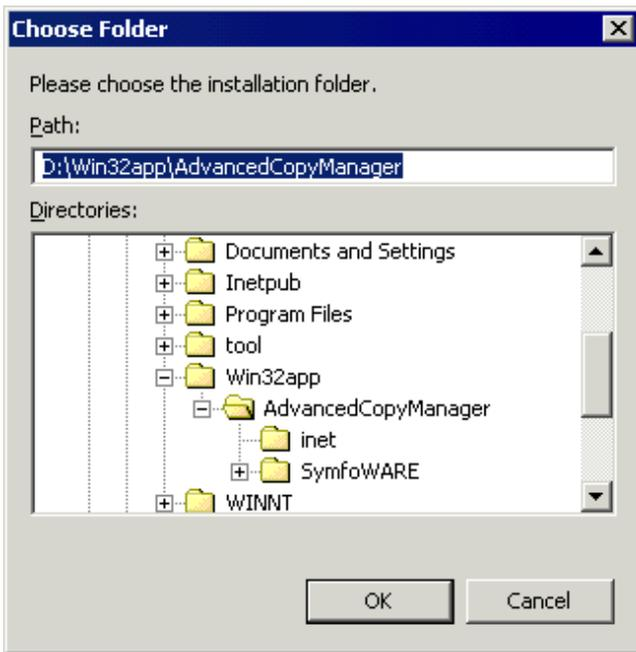 Choose Folder
Please choose the installation folder.
Path:
D:\Win32app\AdvancedCopyManager
Directories:
Documents and Settings
Inetpub
Program Files
tool
Win32app
AdvancedCopyManager
inet
SymfoWARE
WINNT
OK Cancel